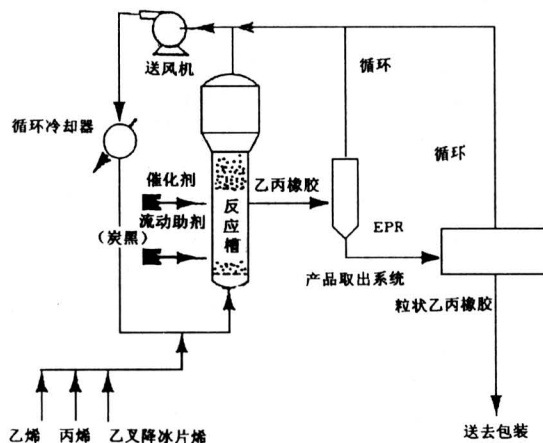 送风机
循环
循环冷却器
循环
催化剂
乙丙橡胶
流动助剂
反应槽
（炭黑）
EPR
产品取出系统
粒状乙丙橡胶
乙烯
丙烯
乙叉降冰片烯
送去包装